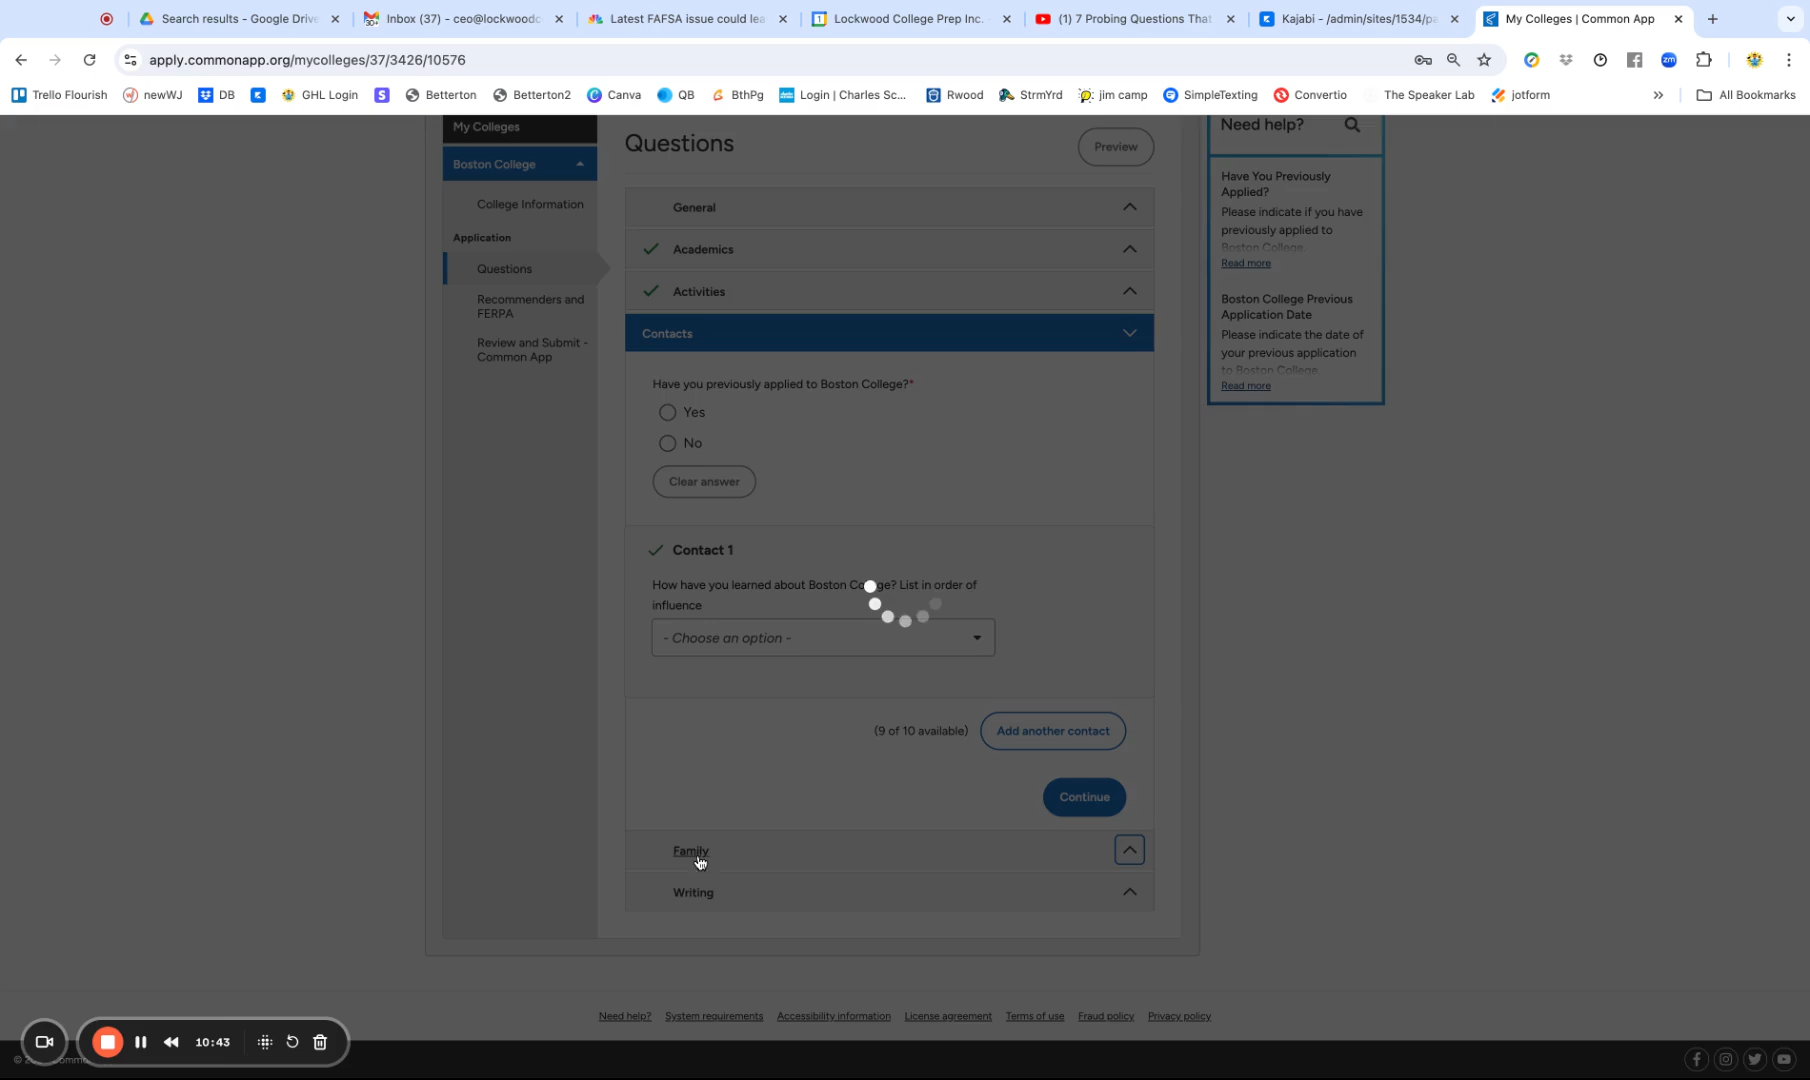 Search results - Google Drive
Inbox (37) - ceo@lockwoodc
Latest FAFSA issue could lea
Lockwood College Prep Inc.
(1) 7 Probing Questions That
Kajabi - /admin/sites/1534/pa
My Colleges | Common App
apply.commonapp.org/mycolleges/37/3426/10576
Trello Flourish
newWJ
DB
GHL Login
Betterton
Betterton2
Canva
QB
BthPg
Login | Charles Sc...
Rwood
StrmYrd
jim camp
SimpleTexting
Convertio
The Speaker Lab
jotform
All Bookmarks
My Colleges
Boston College
College Information
Application
Questions
Recommenders and
FERPA
Review and Submit -
Common App
Questions
Preview
General
Academics
Activities
Contacts
Have you previously applied to Boston College?*
Yes
No
Clear answer
Contact 1
How have you learned about Boston Co ge? List in order of
influence
- Choose an option -
(9 of 10 available)
Add another contact
Continue
Family
Writing
Need help?
Have You Previously
Applied?
Please indicate if you have
previously applied to
Boston College.
Read more
Boston College Previous
Application Date
Please indicate the date of
your previous application
to Boston College.
Read more
Need help?
System requirements
Accessibility information
License agreement
Terms of use
Fraud policy
Privacy policy
10:43